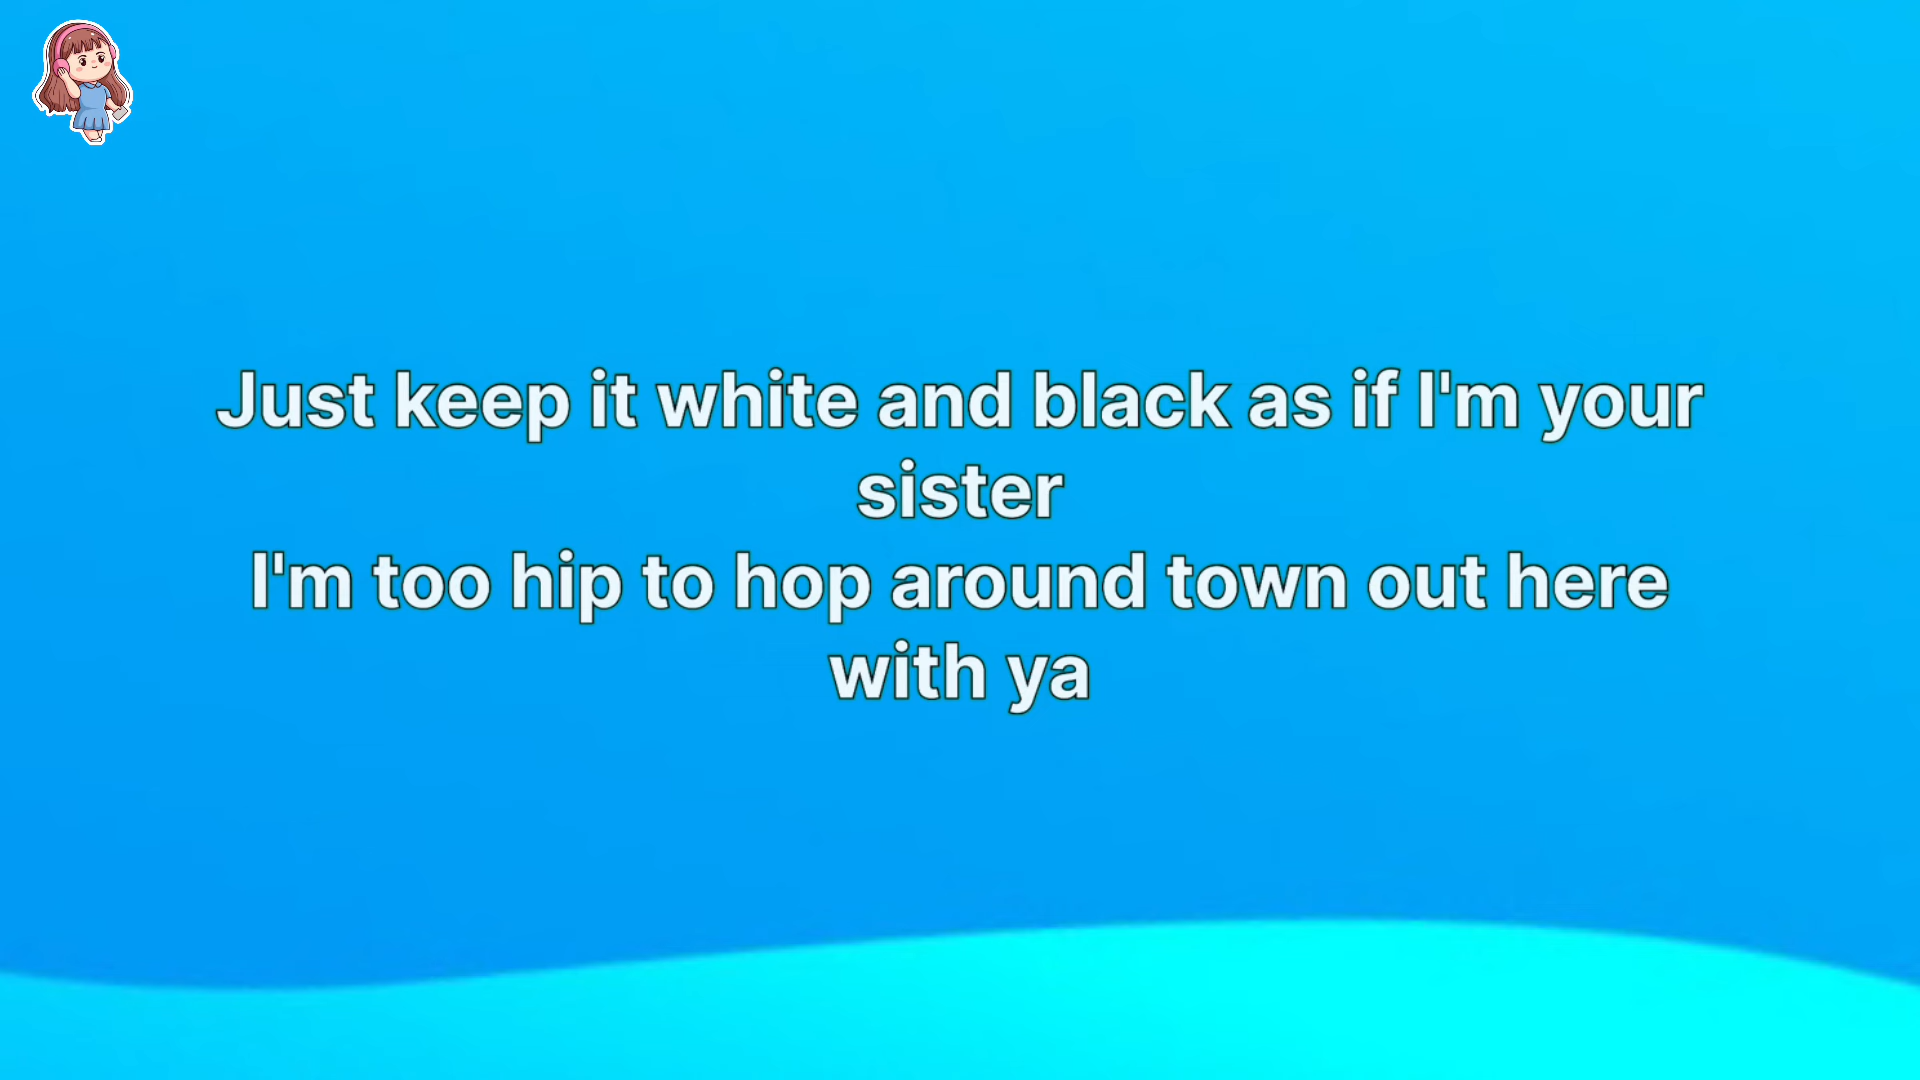 Just keep it white and black as if I'm your
sister
I'm too hip to hop around town out here
with ya